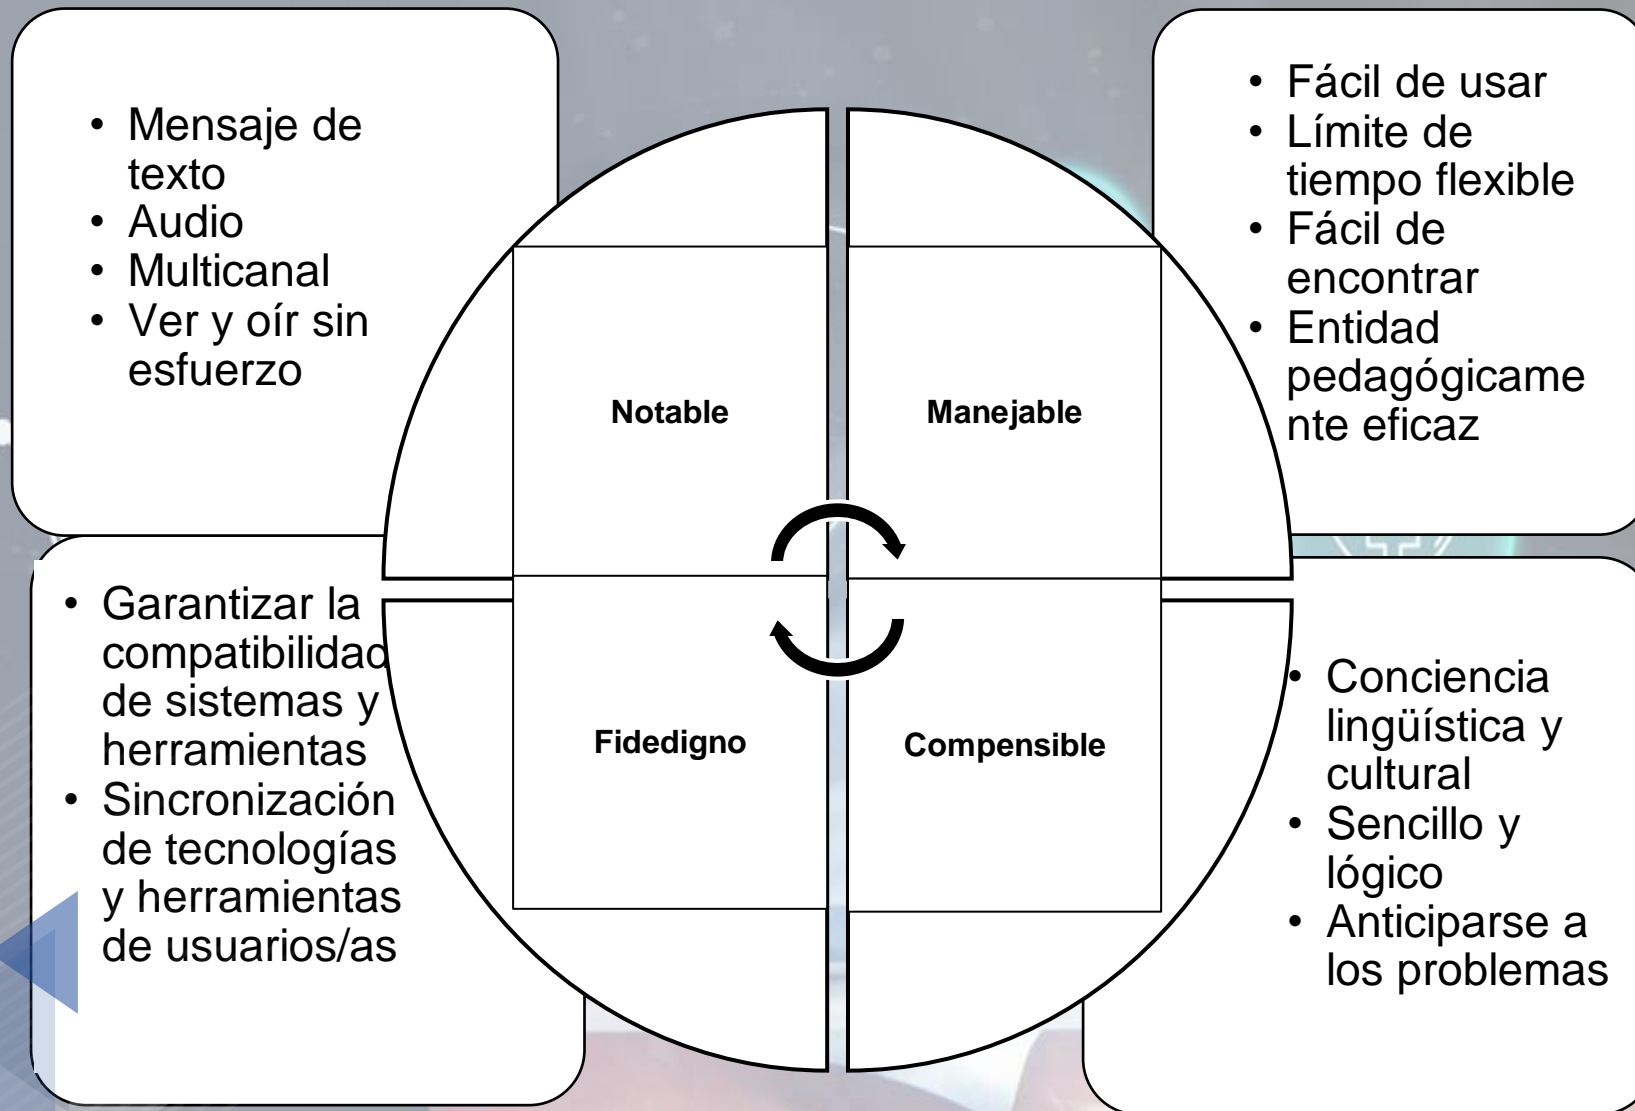 • Mensaje de
texto
• Audio
• Multicanal
• Ver y oír sin
esfuerzo
• Fácil de usar
• Límite de
tiempo flexible
• Fácil de
encontrar
• Entidad
pedagógicame
nte eficaz
Notable
Manejable
• Garantizar la
compatibilidad
de sistemas y
herramientas
• Sincronización
de tecnologías
y herramientas
de usuarios/as
Fidedigno
Compensible
• Conciencia
lingüística y
cultural
• Sencillo y
lógico
• Anticiparse a
los problemas